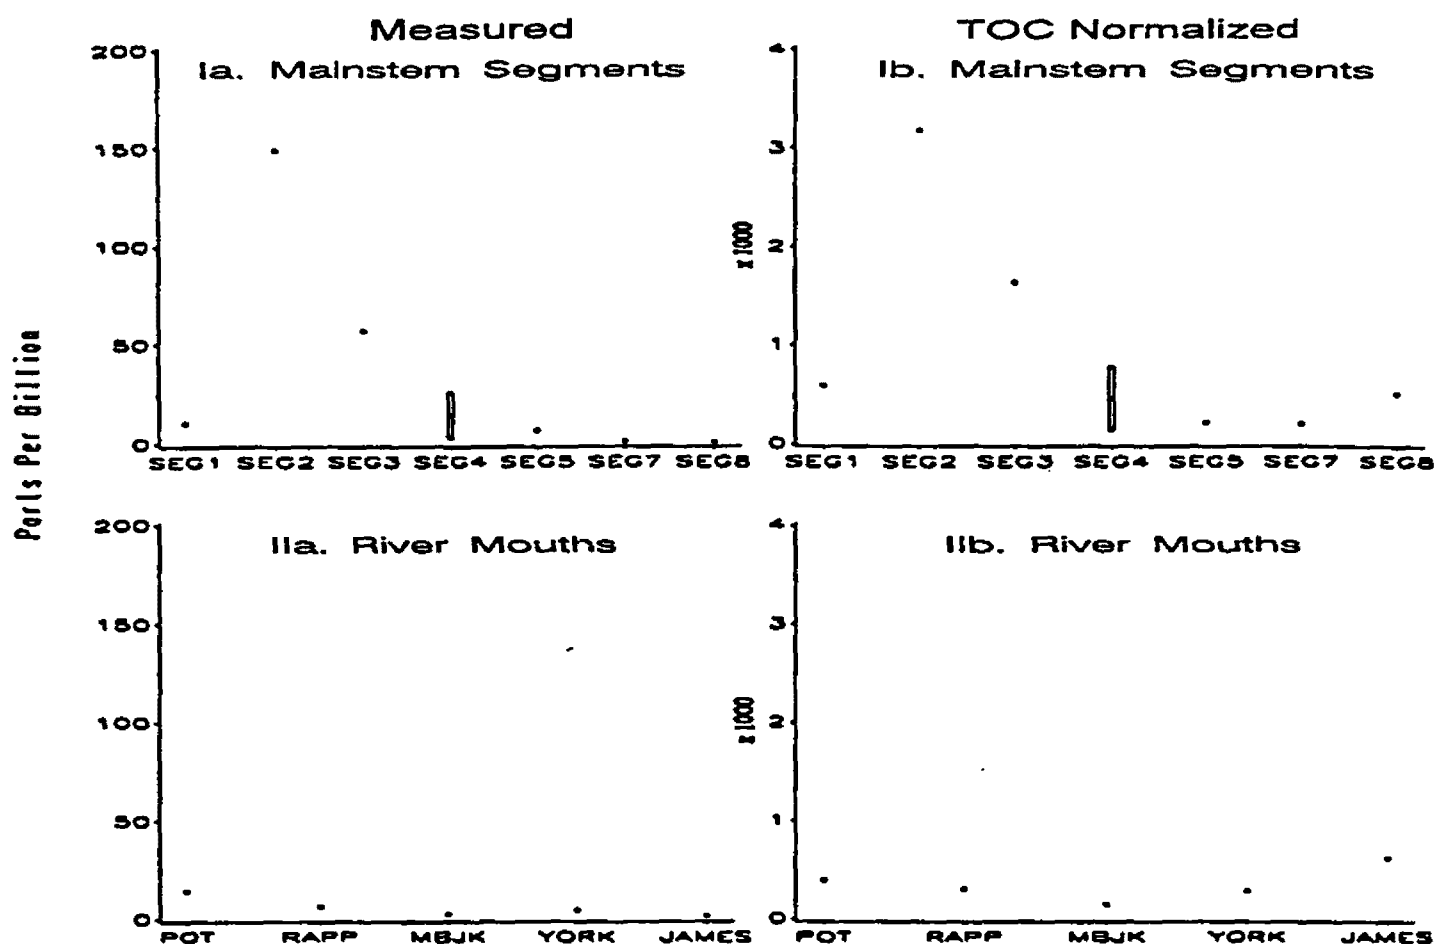 Measured
TOC Normalized
Parts Per Billion
Ia. Mainstem Segments
200
150
100
50
0
SEG1 SEG2 SEG3 SEG4 SEG5 SEG7 SEG8
Ib. Mainstem Segments
x1000
4
3
2
1
0
SEG1 SEG2 SEG3 SEG4 SEG5 SEG7 SEG8
IIa. River Mouths
200
150
100
50
0
POT RAPP MBJK YORK JAMES
IIb. River Mouths
x1000
4
3
2
1
0
POT RAPP MBJK YORK JAMES